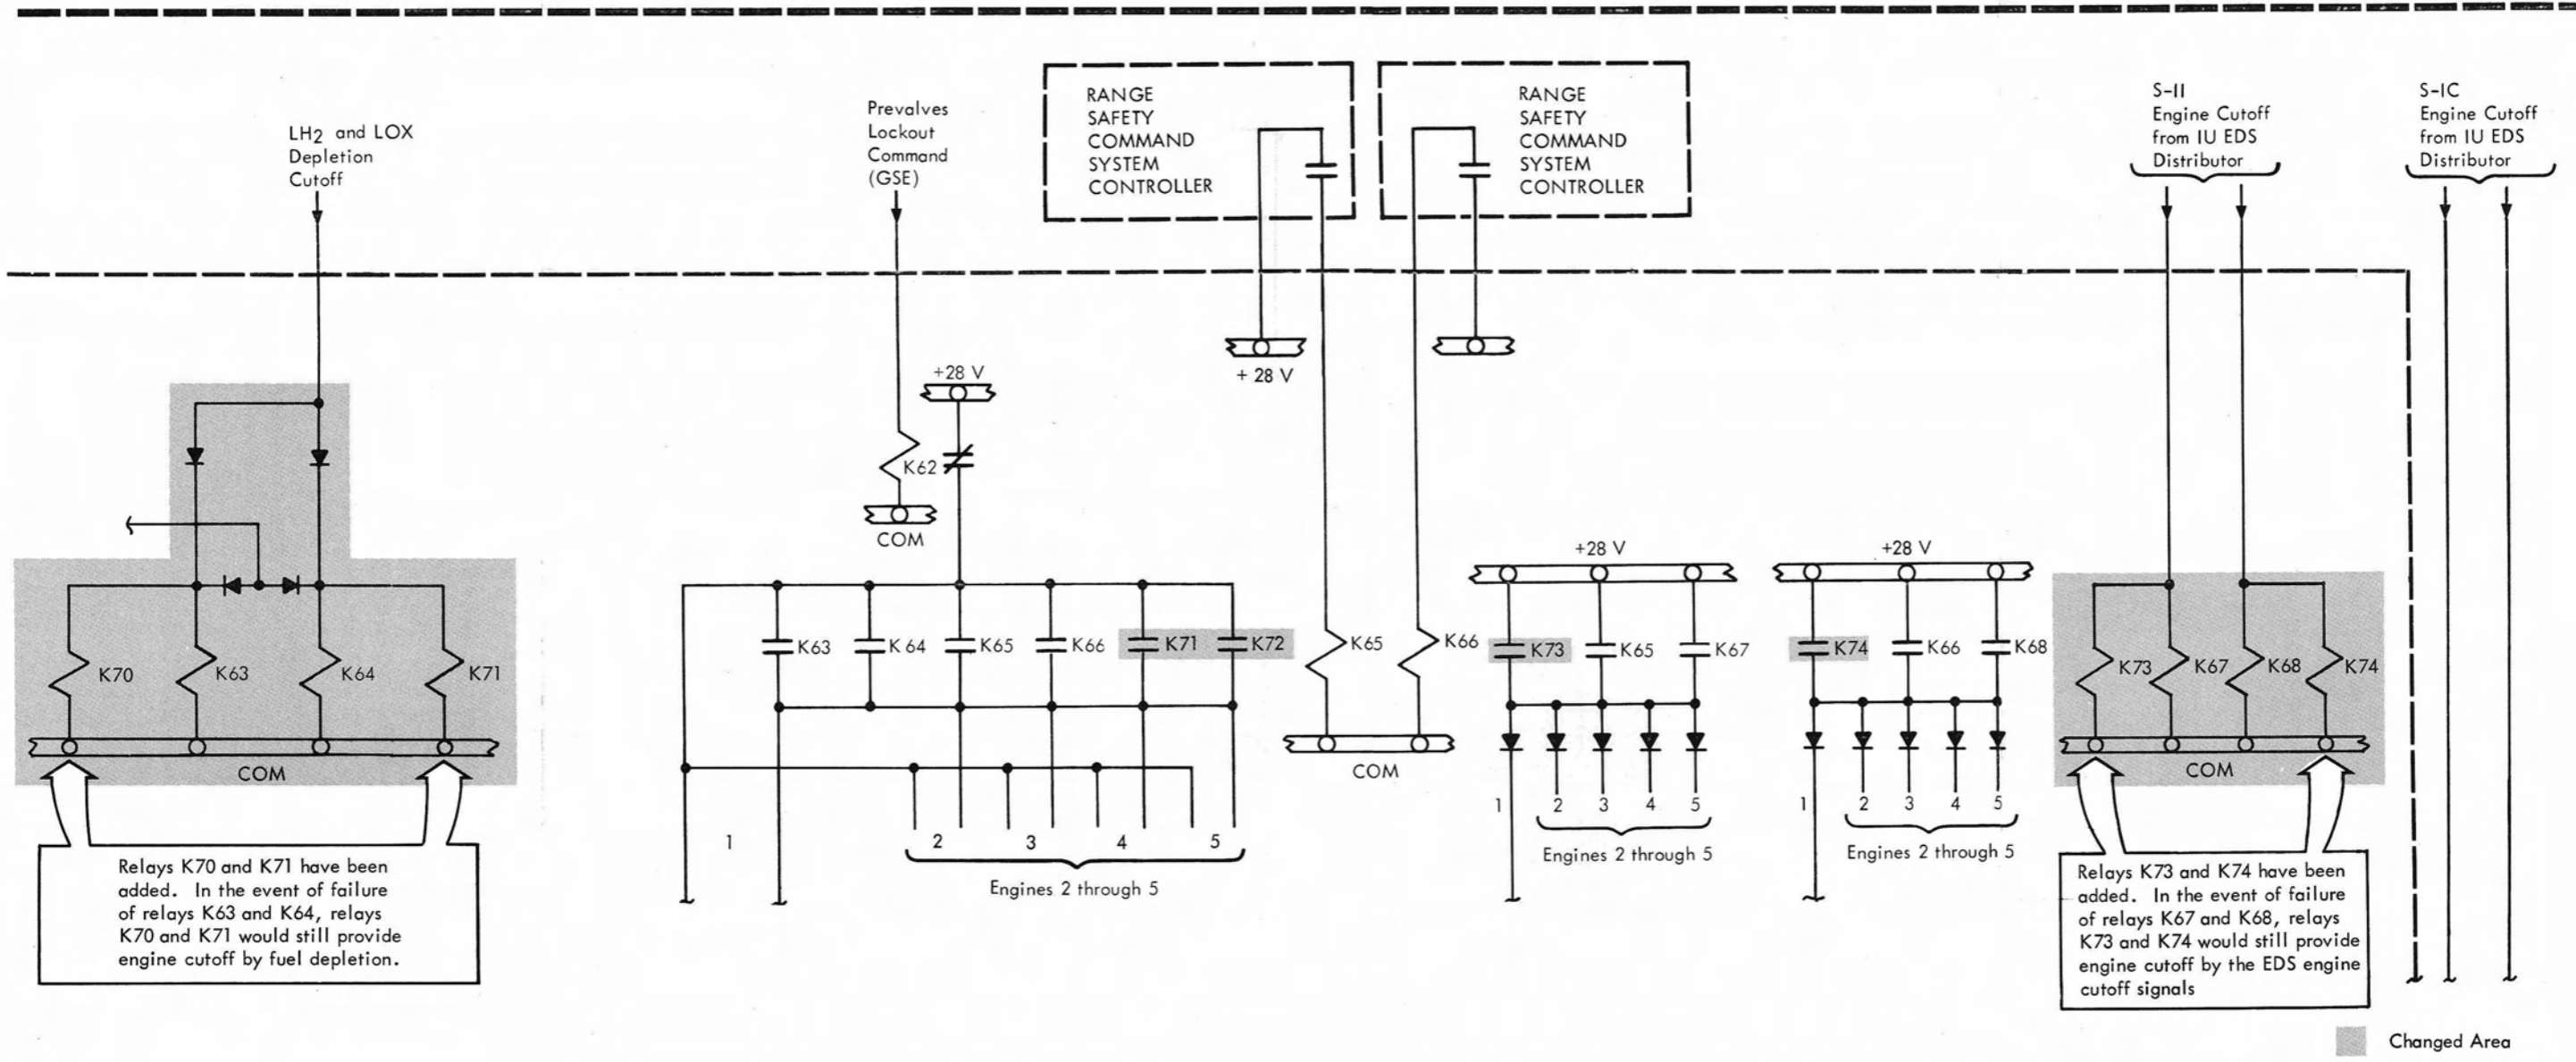 LH2 and LOX
Depletion
Cutoff
Prevalves
Lockout
Command
(GSE)
RANGE
SAFETY
COMMAND
SYSTEM
CONTROLLER
RANGE
SAFETY
COMMAND
SYSTEM
CONTROLLER
S-II
Engine Cutoff
from IU EDS
Distributor
S-IC
Engine Cutoff
from IU EDS
Distributor
+28 V
+ 28 V
K62
COM
+28 V
+28 V
K70
K63
K64
K71
COM
K63
K 64
K65
K66
K71
K72
K65
K66
COM
K73
K65
K67
K74
K66
K68
K73
K67
K68
K74
COM
1
2
3
4
5
Engines 2 through 5
1
2
3
4
5
Engines 2 through 5
1
2
3
4
5
Engines 2 through 5
Relays K70 and K71 have been
added. In the event of failure
of relays K63 and K64, relays
K70 and K71 would still provide
engine cutoff by fuel depletion.
Relays K73 and K74 have been
added. In the event of failure
of relays K67 and K68, relays
K73 and K74 would still provide
engine cutoff by the EDS engine
cutoff signals
Changed Area